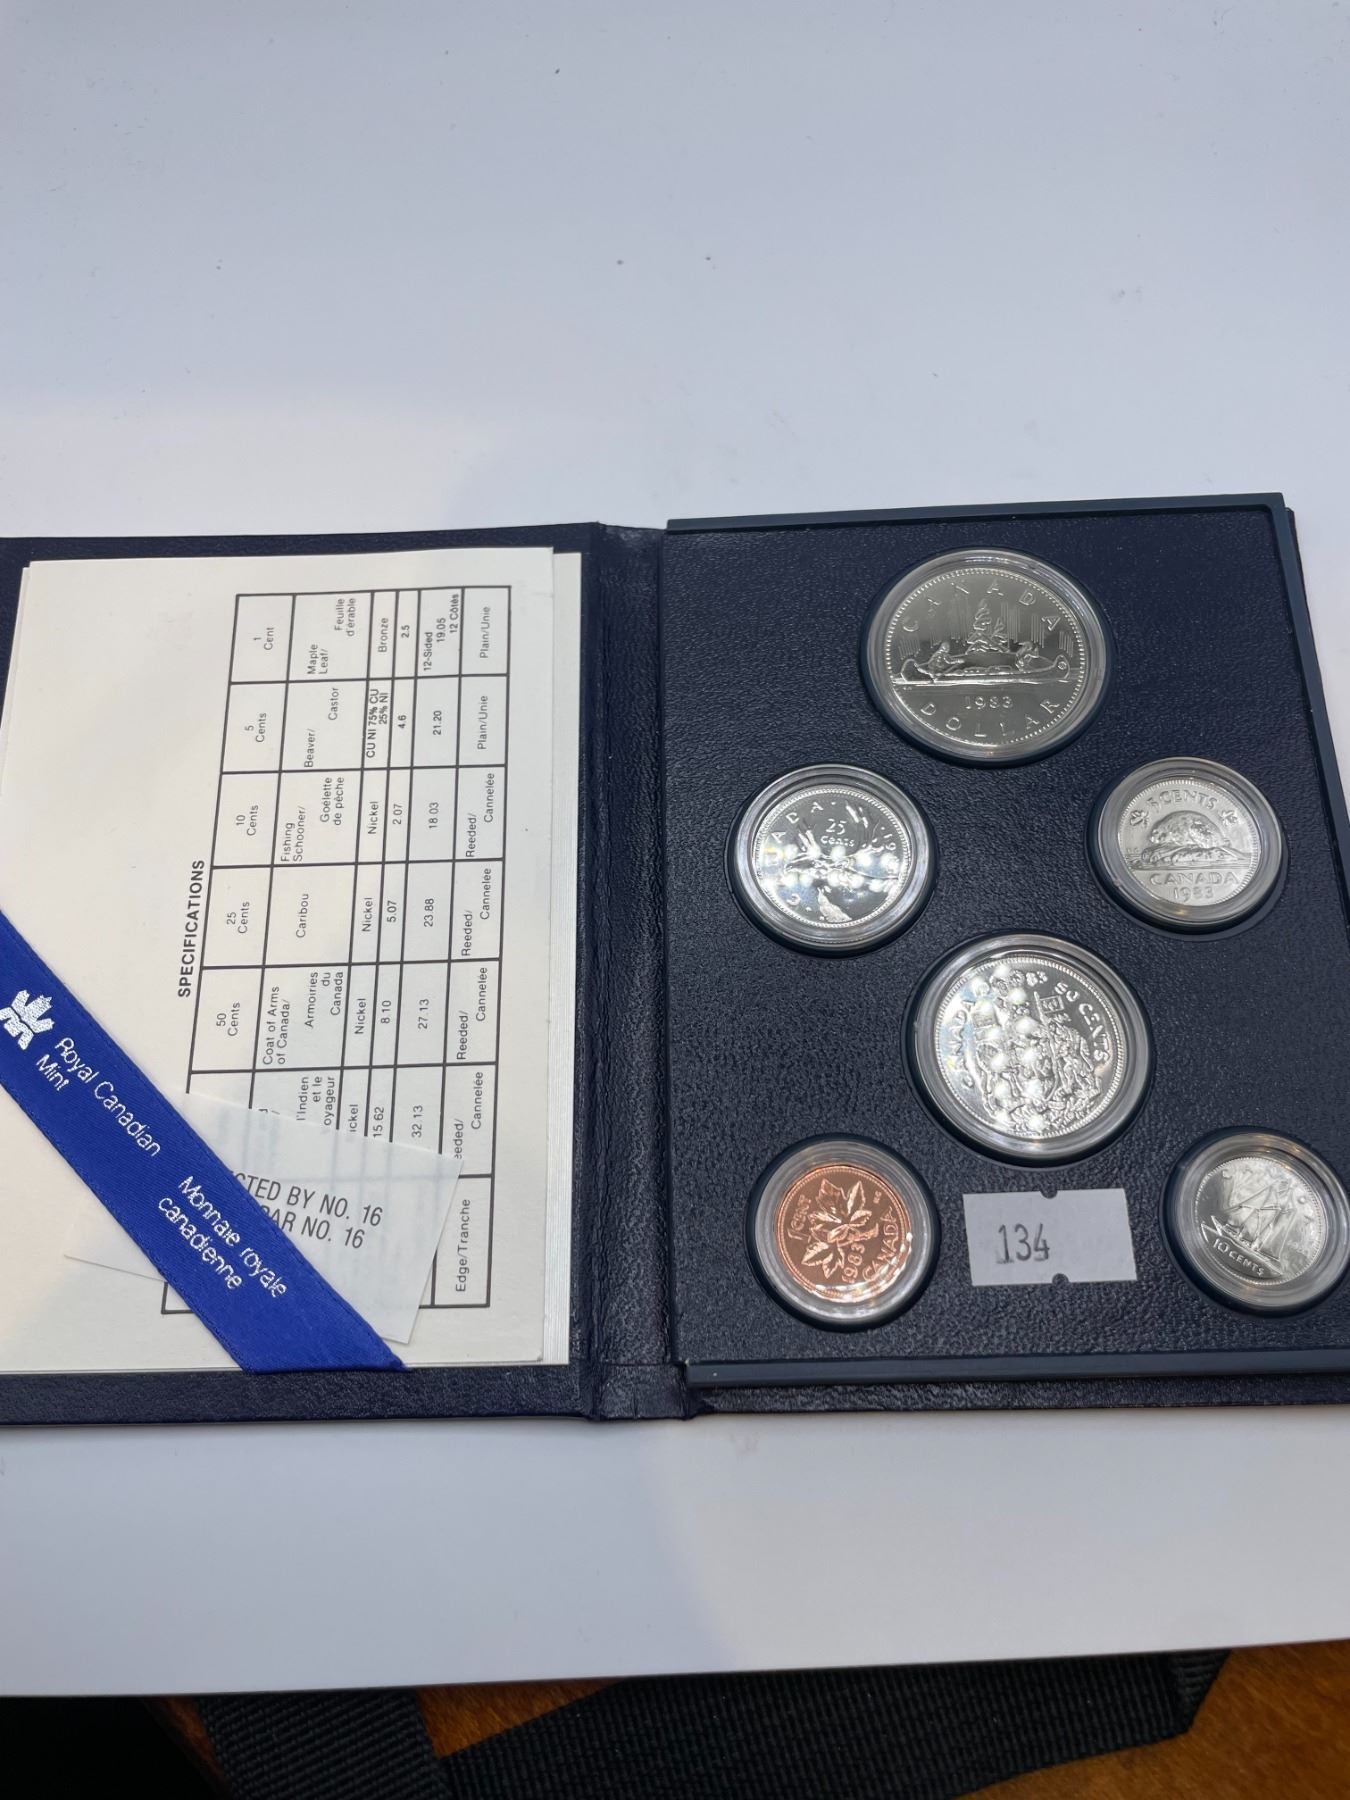 SPECIFICATIONS
50 Cents
25 Cents
10 Cents
5 Cents
1 Cent
l'Indien et le
Coat of Arms of Canada/ Armoiries du Canada
Caribou
Fishing Schooner/ Goélette de pêche
Beaver/ Castor
Maple Leaf/ Feuille d'érable
Nickel
Nickel
Nickel
CU NI 75% CU 25% NI
Bronze
15.62
8.10
5.07
2.07
4.6
2.5
32.13
27.13
23.88
18.03
21.20
12-Sided 19.05 12 Côtés
Edge/Tranche
Cannelée
Reeded/ Cannelée
Reeded/ Cannelée
Reeded/ Cannelée
Plain/Unie
Plain/Unie
BY NO. 16
PAR NO. 16
Royal Canadian
Mint
Monnaie royale
canadienne
CANADA
1983
DOLLAR
25
cents
5 CENTS
CANADA
1983
CANADA
50 CENTS
1 CENT
1983
CANADA
10 CENTS
134